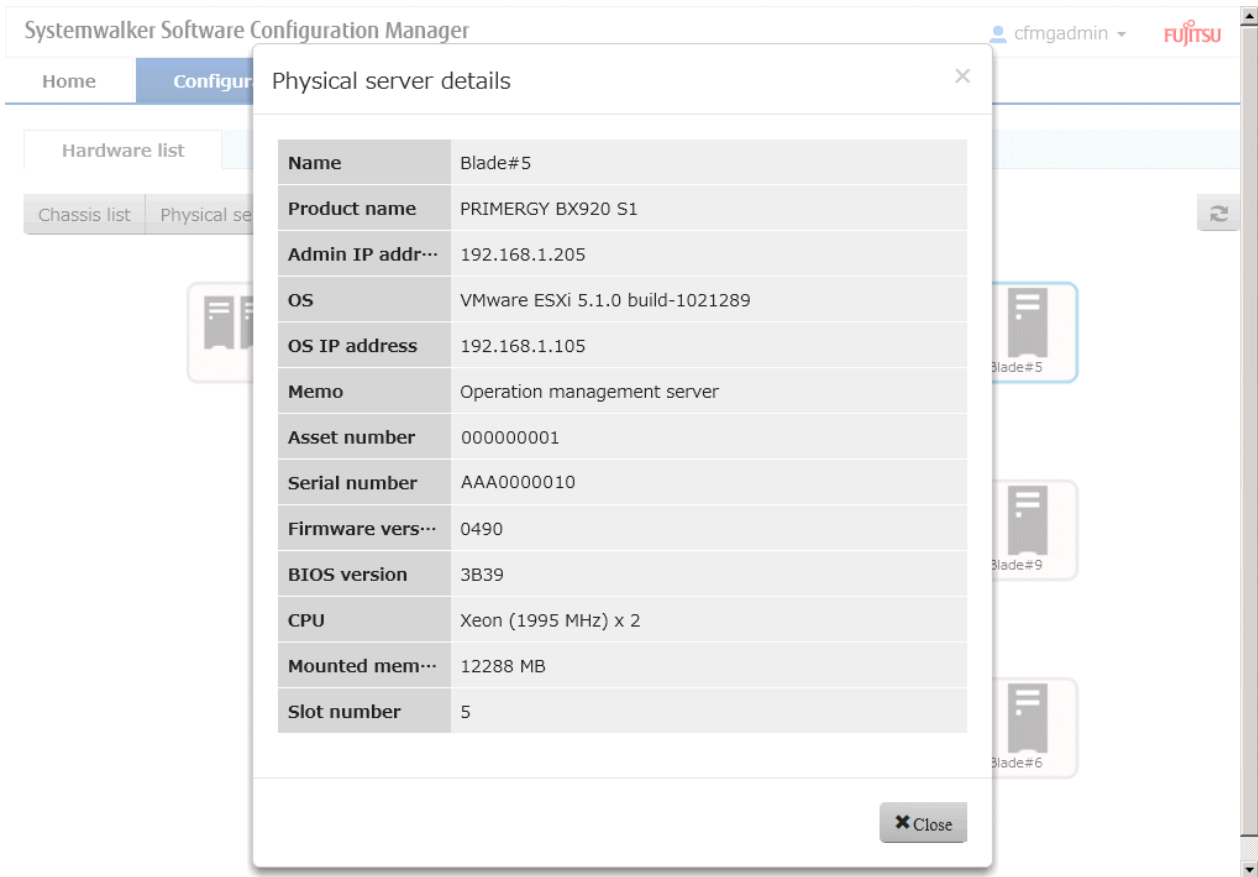 Systemwalker Software Configuration Manager
cfmgadmin
FUJITSU
Home
Configur
Physical server details
Hardware list
Chassis list
Physical se
Name Blade#5
Product name PRIMERGY BX920 S1
Admin IP addr··· 192.168.1.205
OS VMware ESXi 5.1.0 build-1021289
OS IP address 192.168.1.105
Memo Operation management server
Asset number 000000001
Serial number AAA0000010
Firmware vers··· 0490
BIOS version 3B39
CPU Xeon (1995 MHz) x 2
Mounted mem··· 12288 MB
Slot number 5
Blade#5
Blade#9
Blade#6
Close